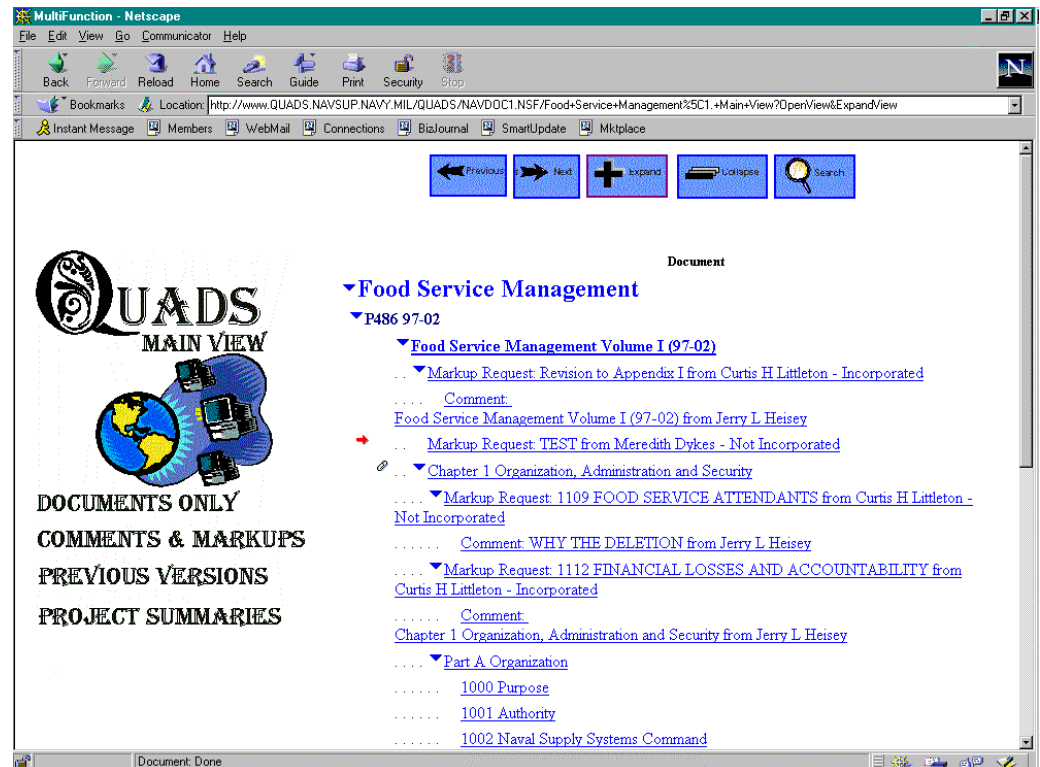 MultiFunction - Netscape
File Edit View Go Communicator Help
Back Forward Reload Home Search Guide Print Security Stop
N
Bookmarks Location: http://www.QUADS.NAVSUP.NAVY.MIL/QUADS/NAVDOC1.NSF/Food+Service+Management%5C1.+Main+View?OpenView&ExpandView
Instant Message Members WebMail Connections BizJournal SmartUpdate Mktplace
Previous s Next Expand Collapse Search
QUADS
MAIN VIEW
DOCUMENTS ONLY
COMMENTS & MARKUPS
PREVIOUS VERSIONS
PROJECT SUMMARIES
Document
Food Service Management
P486 97-02
Food Service Management Volume I (97-02)
. . Markup Request: Revision to Appendix I from Curtis H Littleton - Incorporated
. . . . Comment:
Food Service Management Volume I (97-02) from Jerry L Heisey
. . Markup Request: TEST from Meredith Dykes - Not Incorporated
. . Chapter 1 Organization, Administration and Security
. . . . Markup Request: 1109 FOOD SERVICE ATTENDANTS from Curtis H Littleton -
Not Incorporated
. . . . . . Comment: WHY THE DELETION from Jerry L Heisey
. . . . Markup Request: 1112 FINANCIAL LOSSES AND ACCOUNTABILITY from
Curtis H Littleton - Incorporated
. . . . . . Comment:
Chapter 1 Organization, Administration and Security from Jerry L Heisey
. . . . Part A Organization
. . . . . . 1000 Purpose
. . . . . . 1001 Authority
. . . . . . 1002 Naval Supply Systems Command
Document: Done